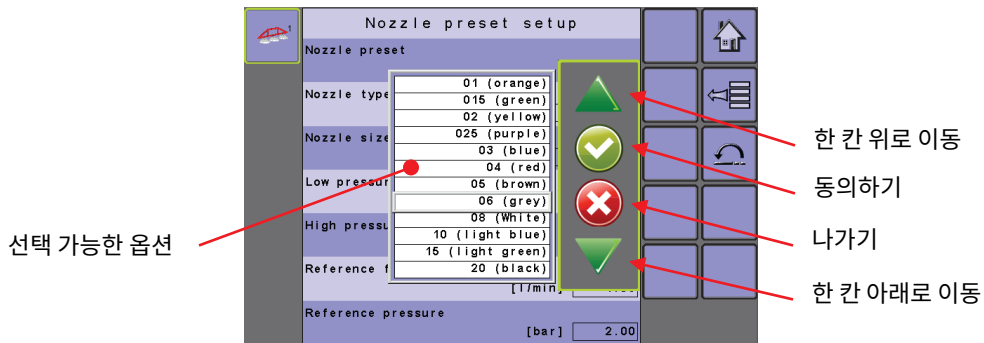 1
Nozzle preset setup
Nozzle preset
Nozzle type
Nozzle size
Low pressur
High pressu
Reference f
[l/min]
Reference pressure
[bar] 2.00
01 (orange)
015 (green)
02 (yellow)
025 (purple)
03 (blue)
04 (red)
05 (brown)
06 (grey)
08 (White)
10 (light blue)
15 (light green)
20 (black)
선택 가능한 옵션
한 칸 위로 이동
동의하기
나가기
한 칸 아래로 이동